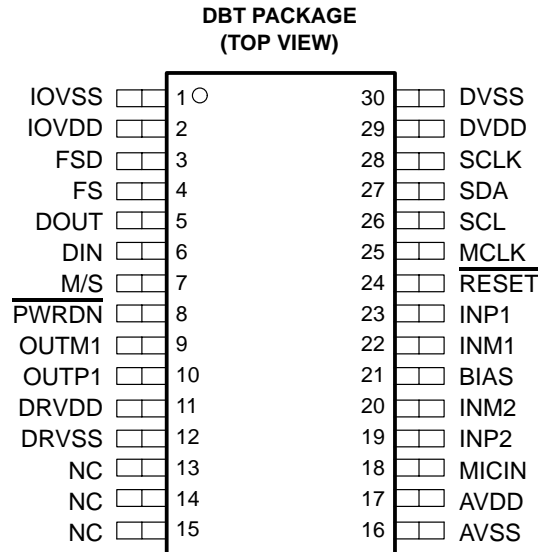 DBT PACKAGE
(TOP VIEW)
IOVSS 1 30 DVSS
IOVDD 2 29 DVDD
FSD 3 28 SCLK
FS 4 27 SDA
DOUT 5 26 SCL
DIN 6 25 MCLK
M/S 7 24 RESET
PWRDN 8 23 INP1
OUTM1 9 22 INM1
OUTP1 10 21 BIAS
DRVDD 11 20 INM2
DRVSS 12 19 INP2
NC 13 18 MICIN
NC 14 17 AVDD
NC 15 16 AVSS